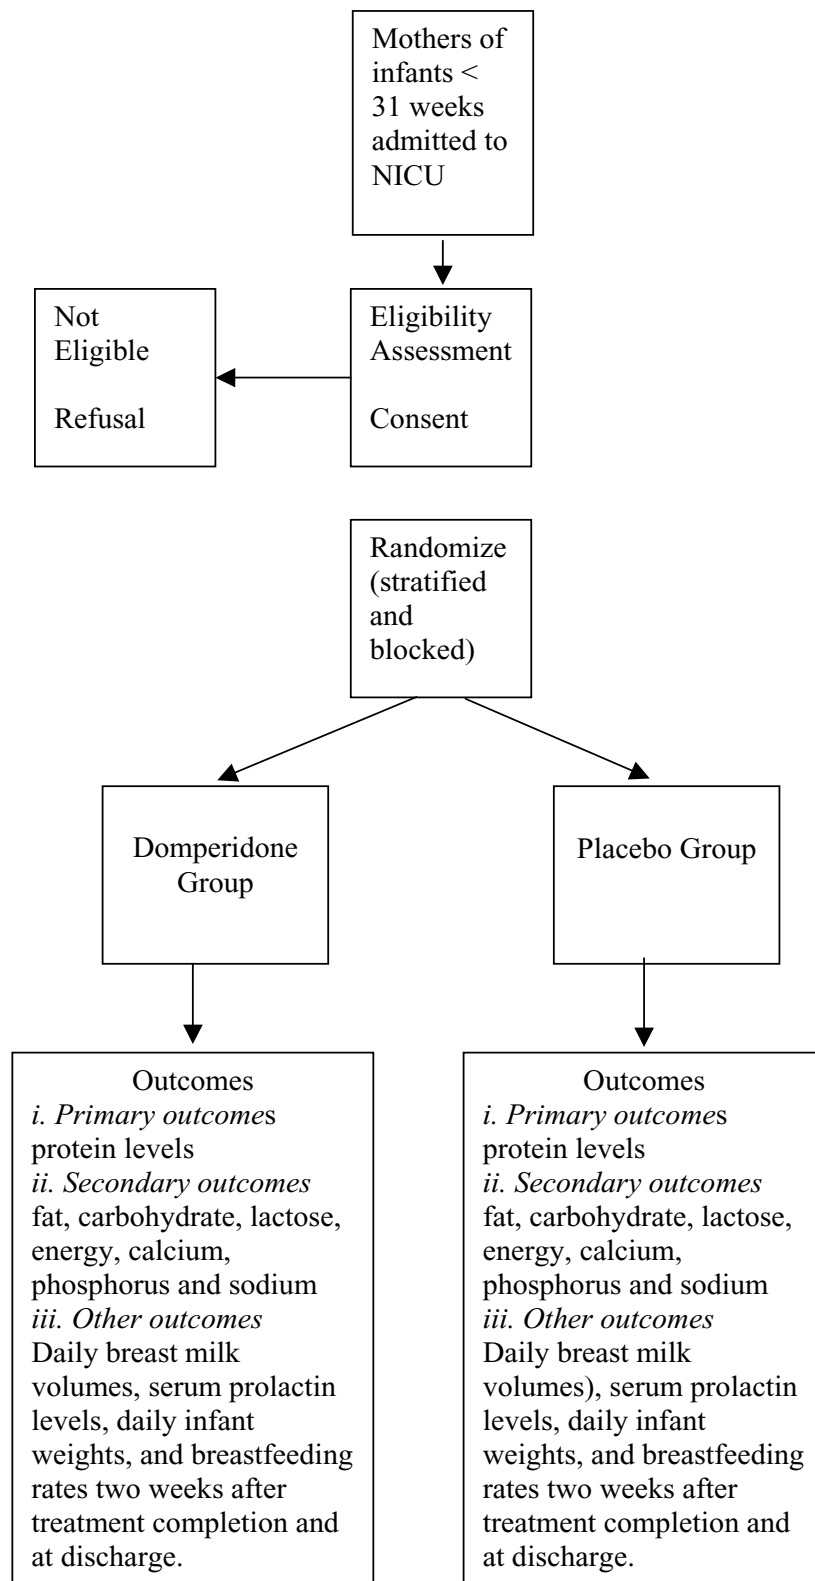 Mothers of
infants <
31 weeks
admitted to
NICU
Not
Eligible
Refusal
Eligibility
Assessment
Consent
Randomize
(stratified
and
blocked)
Domperidone
Group
Placebo Group
Outcomes
i. Primary outcomes
protein levels
ii. Secondary outcomes
fat, carbohydrate, lactose,
energy, calcium,
phosphorus and sodium
iii. Other outcomes
Daily breast milk
volumes, serum prolactin
levels, daily infant
weights, and breastfeeding
rates two weeks after
treatment completion and
at discharge.
Outcomes
i. Primary outcomes
protein levels
ii. Secondary outcomes
fat, carbohydrate, lactose,
energy, calcium,
phosphorus and sodium
iii. Other outcomes
Daily breast milk
volumes), serum prolactin
levels, daily infant
weights, and breastfeeding
rates two weeks after
treatment completion and
at discharge.